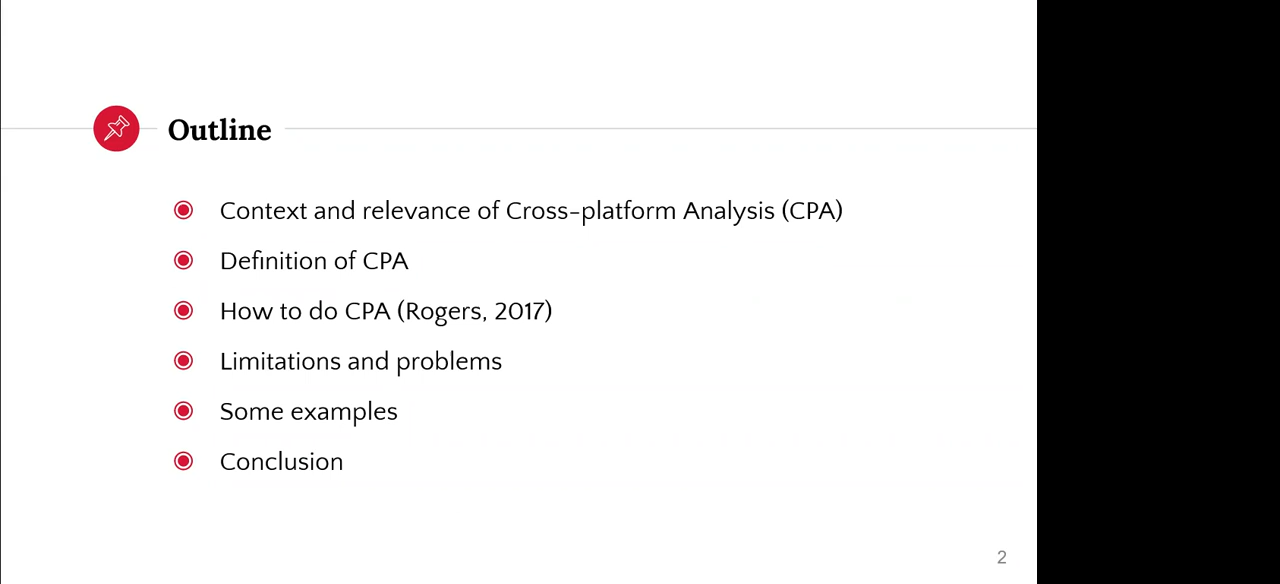 Outline
Context and relevance of Cross-platform Analysis (CPA)
Definition of CPA
How to do CPA (Rogers, 2017)
Limitations and problems
Some examples
Conclusion
2